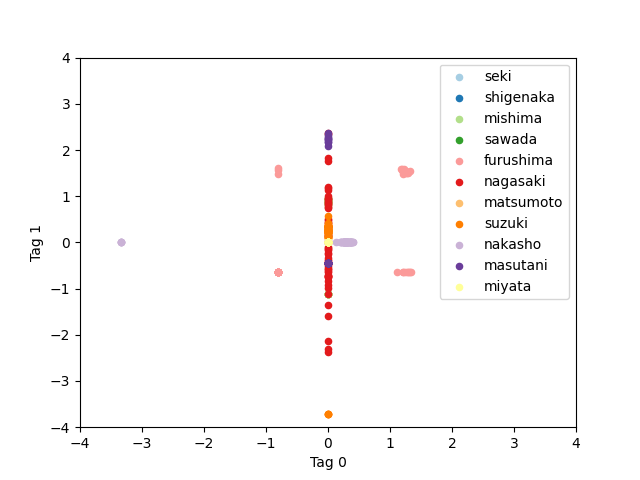 4
3
2
1
0
−1
−2
−3
−4
Tag 1
−4 −3 −2 −1 0 1 2 3 4
Tag 0
seki
shigenaka
mishima
sawada
furushima
nagasaki
matsumoto
suzuki
nakasho
masutani
miyata